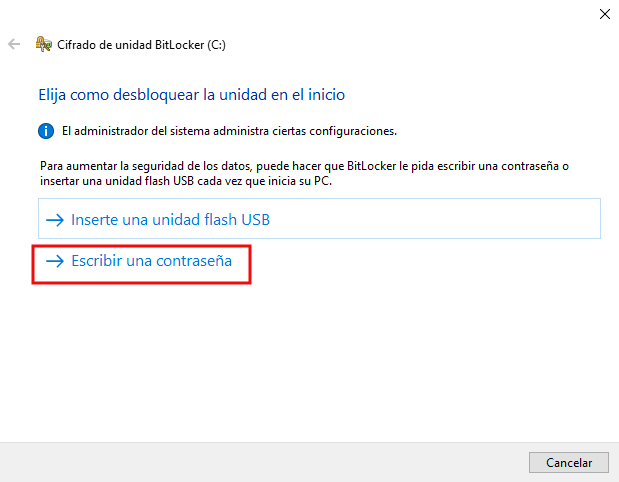 Cifrado de unidad BitLocker (C:)
Elija como desbloquear la unidad en el inicio
El administrador del sistema administra ciertas configuraciones.
Para aumentar la seguridad de los datos, puede hacer que BitLocker le pida escribir una contraseña o
insertar una unidad flash USB cada vez que inicia su PC.
Inserte una unidad flash USB
Escribir una contraseña
Cancelar